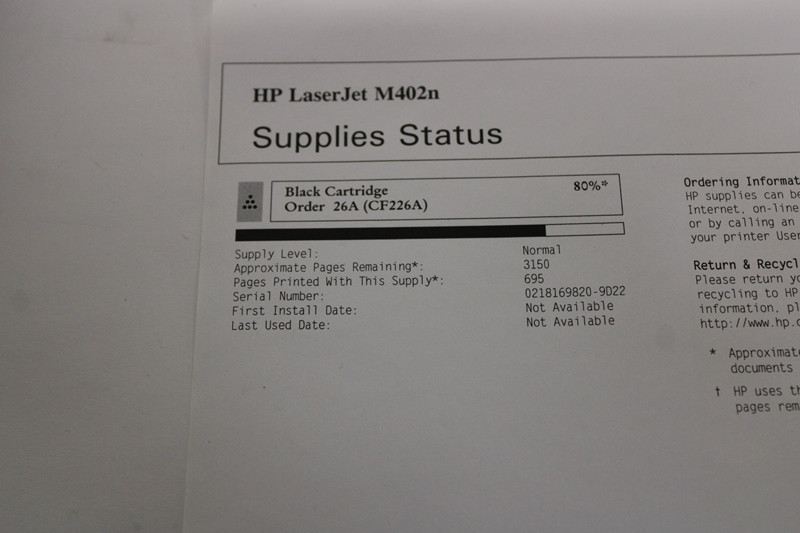 HP LaserJet M402n
Supplies Status
Black Cartridge 80%*
Order 26A (CF226A)
Supply Level: Normal
Approximate Pages Remaining*: 3150
Pages Printed With This Supply*: 695
Serial Number: 0218169820-9D22
First Install Date: Not Available
Last Used Date: Not Available
Ordering Informat
HP supplies can be
Internet, on-line
or by calling an
your printer User
Return & Recycl
Please return yo
recycling to HP
information, pl
http://www.hp.c
* Approximate
documents
† HP uses th
pages rem